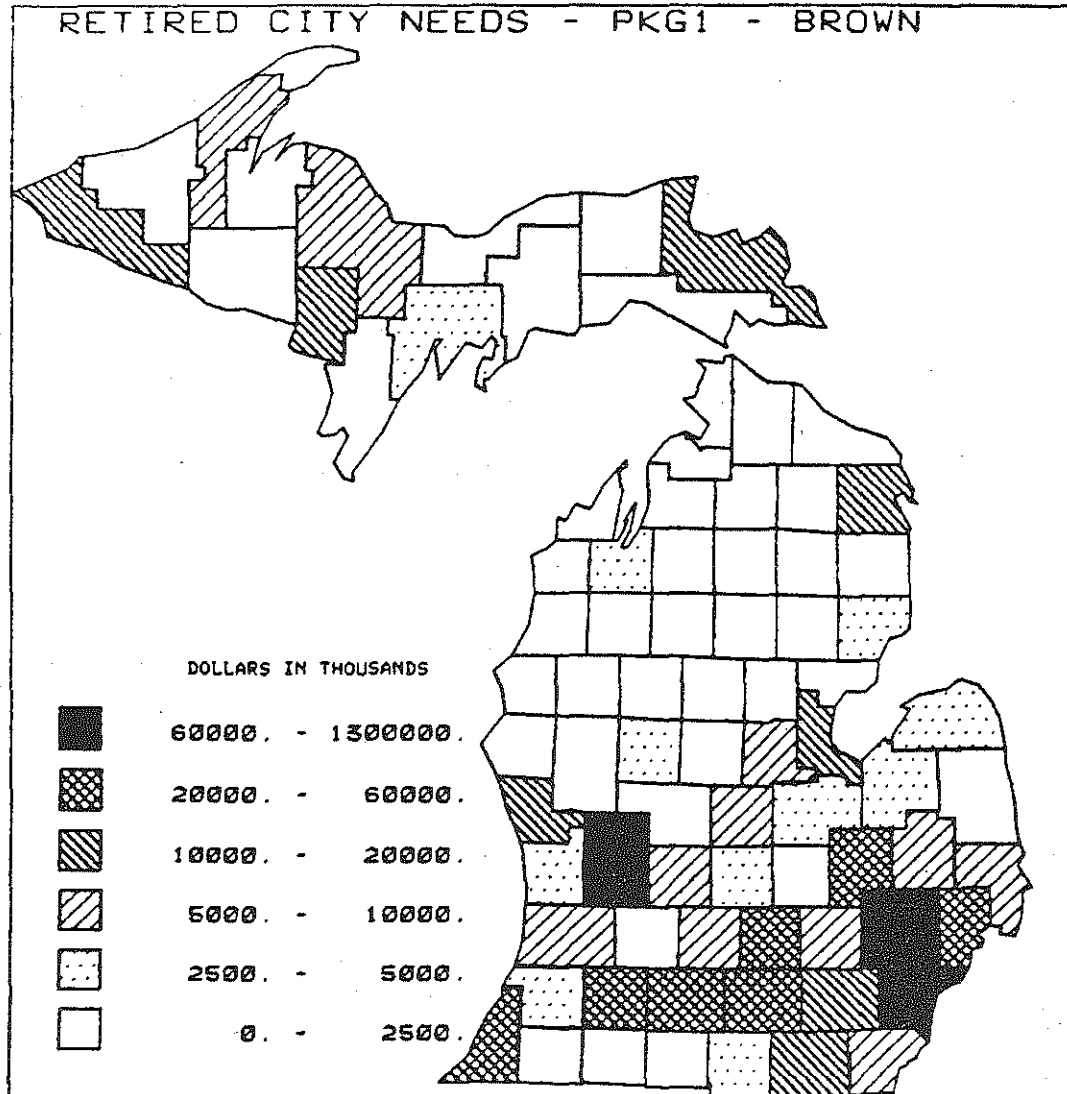 RETIRED CITY NEEDS - PKG1 - BROWN
DOLLARS IN THOUSANDS
60000. - 1300000.
20000. - 60000.
10000. - 20000.
5000. - 10000.
2500. - 5000.
0. - 2500.